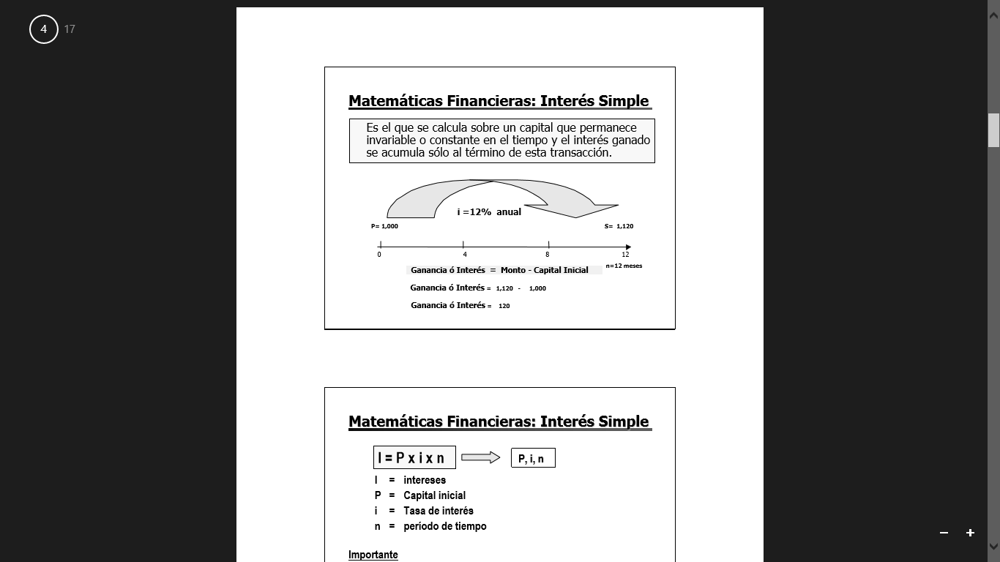 4 17
Matemáticas Financieras: Interés Simple
Es el que se calcula sobre un capital que permanece
invariable o constante en el tiempo y el interés ganado
se acumula sólo al término de esta transacción.
i =12% anual
P= 1,000
S= 1,120
0 4 8 12
n=12 meses
Ganancia ó Interés = Monto - Capital Inicial
Ganancia ó Interés = 1,120 - 1,000
Ganancia ó Interés = 120
Matemáticas Financieras: Interés Simple
I = P x i x n
P, i, n
I = intereses
P = Capital inicial
i = Tasa de interés
n = período de tiempo
Importante